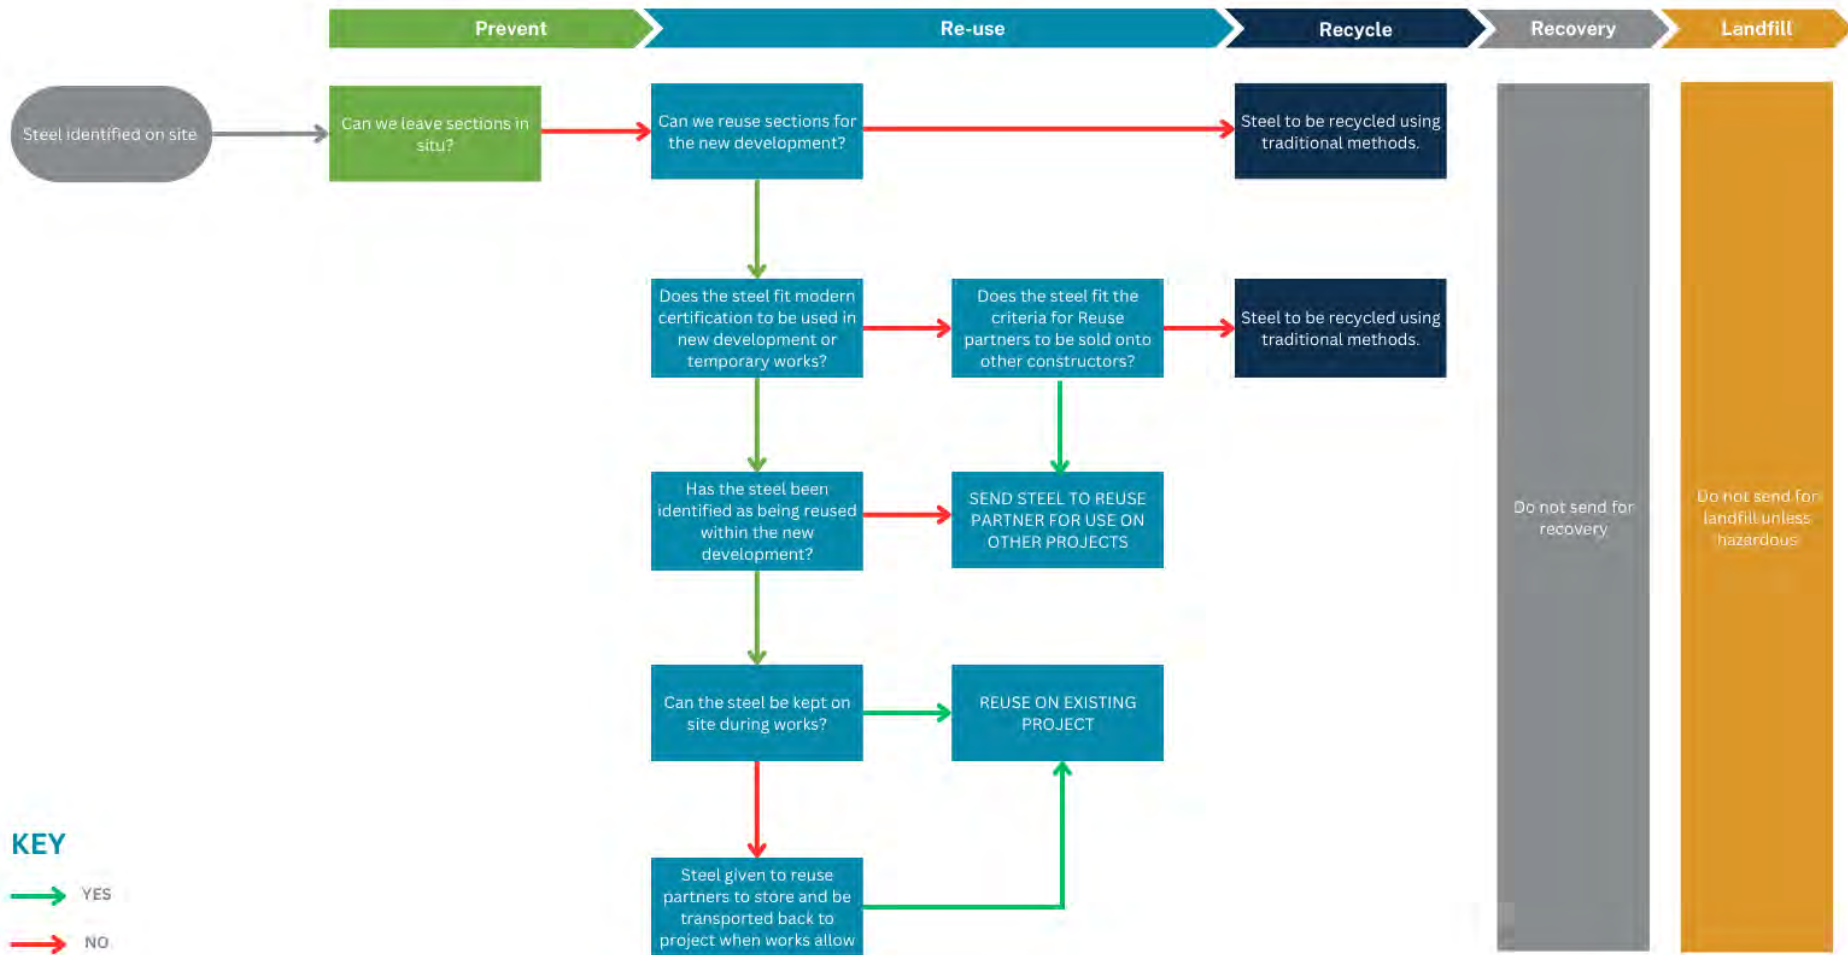 Prevent
Re-use
Recycle
Recovery
Landfill
Steel identified on site
Can we leave sections in
situ?
Can we reuse sections for
the new development?
Steel to be recycled using
traditional methods.
Does the steel fit modern
certification to be used in
new development or
temporary works?
Does the steel fit the
criteria for Reuse
partners to be sold onto
other constructors?
Steel to be recycled using
traditional methods.
Has the steel been
identified as being reused
within the new
development?
SEND STEEL TO REUSE
PARTNER FOR USE ON
OTHER PROJECTS
Do not send for
recovery
Do not send for
landfill unless
hazardous
Can the steel be kept on
site during works?
REUSE ON EXISTING
PROJECT
Steel given to reuse
partners to store and be
transported back to
project when works allow
KEY
YES
NO